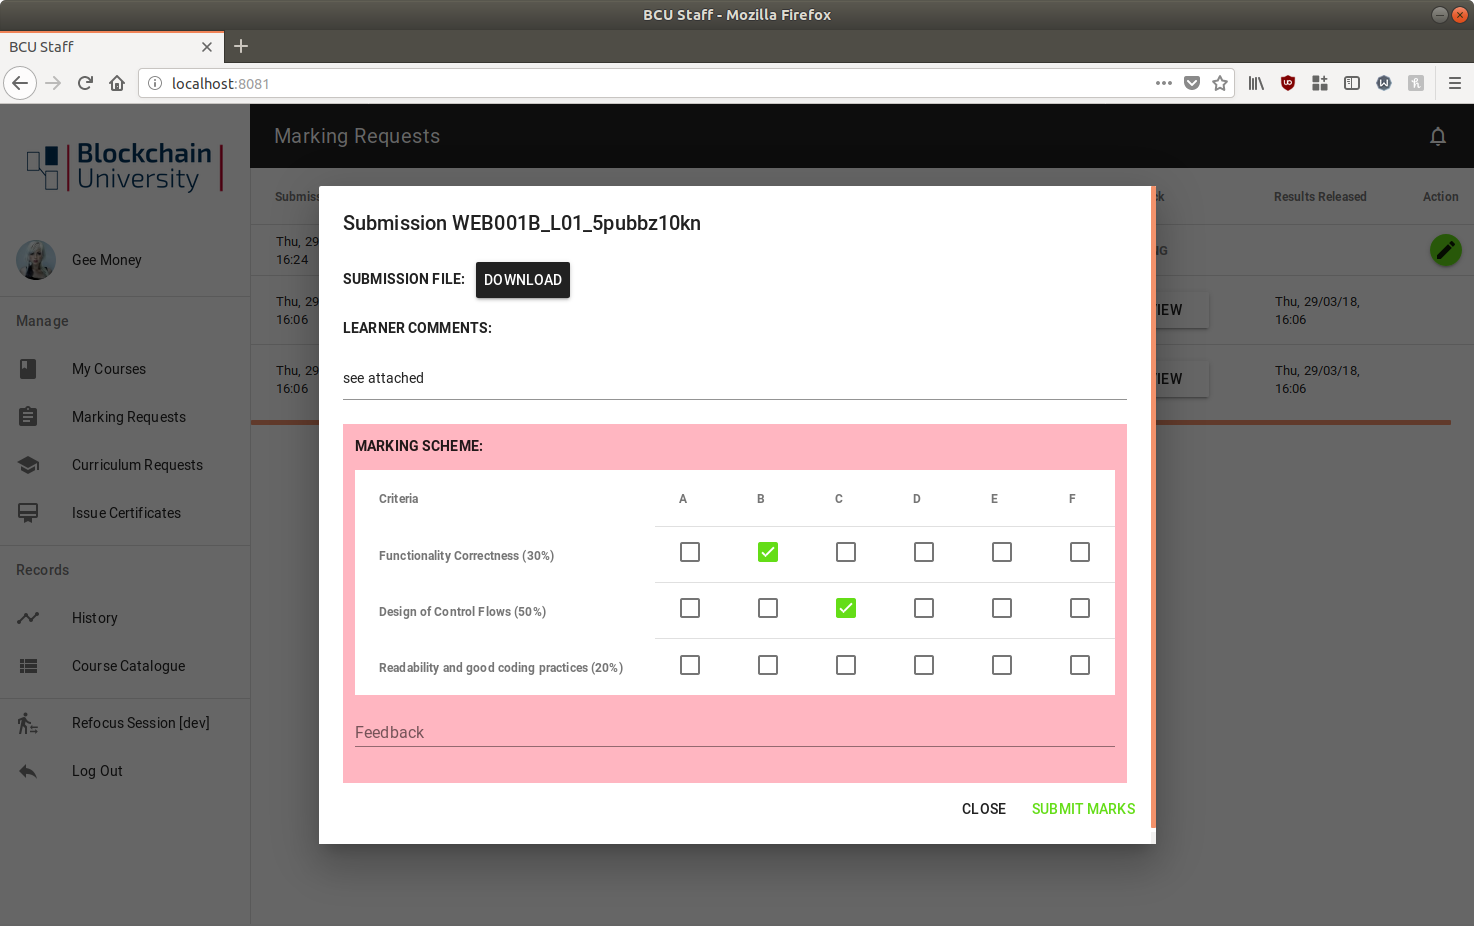 BCU Staff - Mozilla Firefox
BCU Staff
localhost:8081
Blockchain
University
Marking Requests
Gee Money
Manage
My Courses
Marking Requests
Curriculum Requests
Issue Certificates
Records
History
Course Catalogue
Refocus Session [dev]
Log Out
Results Released
Action
Thu, 29
16:24
Thu, 29
16:06
Thu, 29/03/18,
16:06
Thu, 29
16:06
Thu, 29/03/18,
16:06
Submission WEB001B_L01_5pubbz10kn
SUBMISSION FILE: DOWNLOAD
LEARNER COMMENTS:
see attached
MARKING SCHEME:
Criteria A B C D E F
Functionality Correctness (30%)
Design of Control Flows (50%)
Readability and good coding practices (20%)
Feedback
CLOSE SUBMIT MARKS